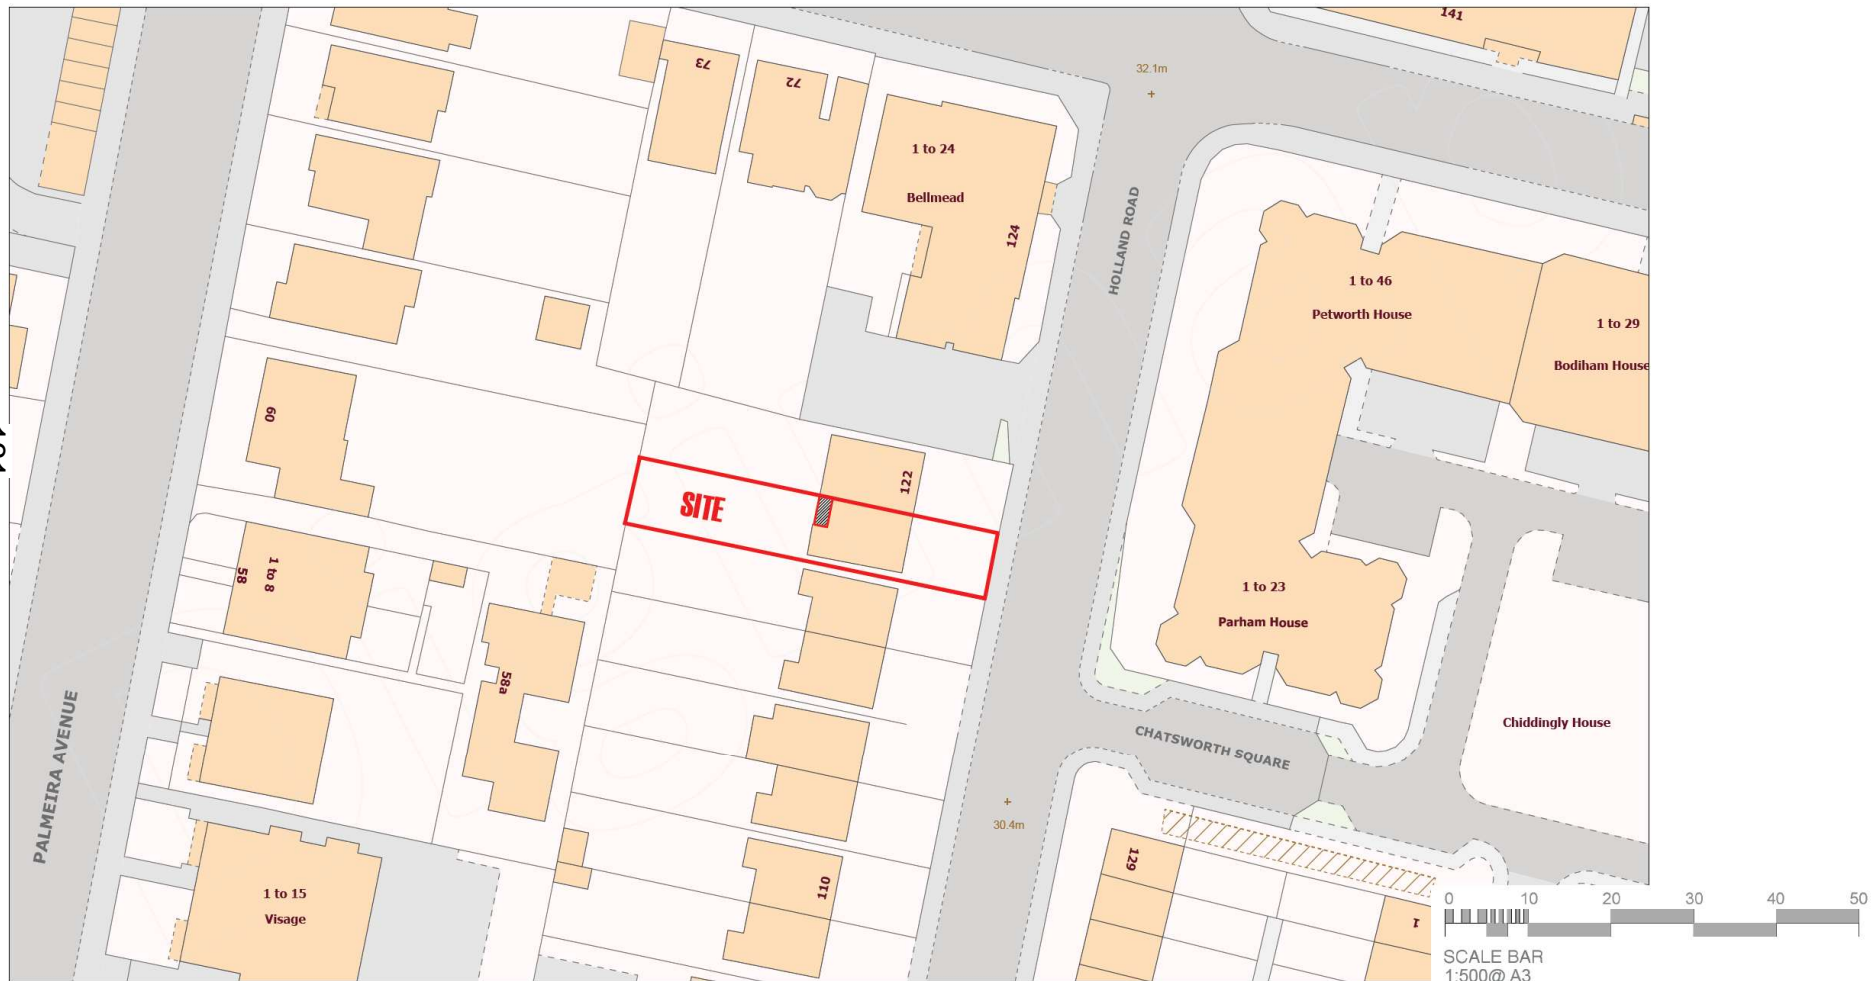 141
32.1m
73
72
1 to 24
Bellmead
124
HOLLAND ROAD
1 to 46
Petworth House
1 to 29
Bodiham House
60
122
SITE
58
1 to 8
1 to 23
Parham House
58a
PALMEIRA AVENUE
Chiddingly House
CHATSWORTH SQUARE
30.4m
129
110
1 to 15
Visage
1
0 10 20 30 40 50
SCALE BAR
1:500@ A3